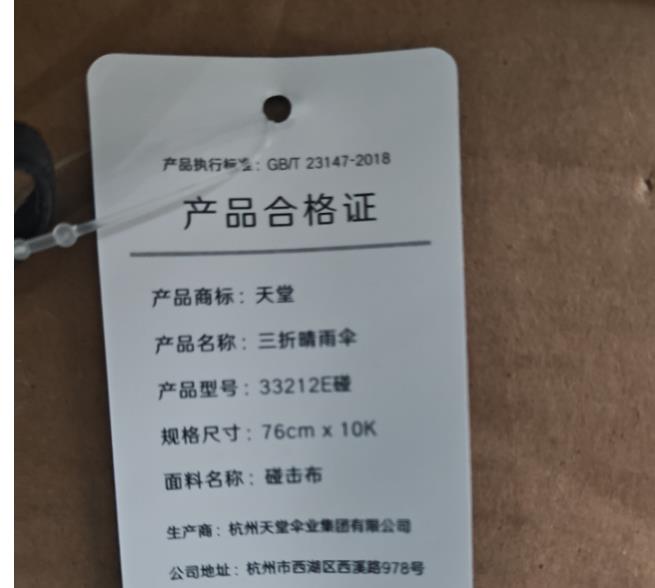 产品执行标准：GB/T 23147-2018
产品合格证
产品商标：天堂
产品名称：三折晴雨伞
产品型号：33212E碰
规格尺寸：76cm x 10K
面料名称：碰击布
生产商：杭州天堂伞业集团有限公司
公司地址：杭州市西湖区西溪路978号